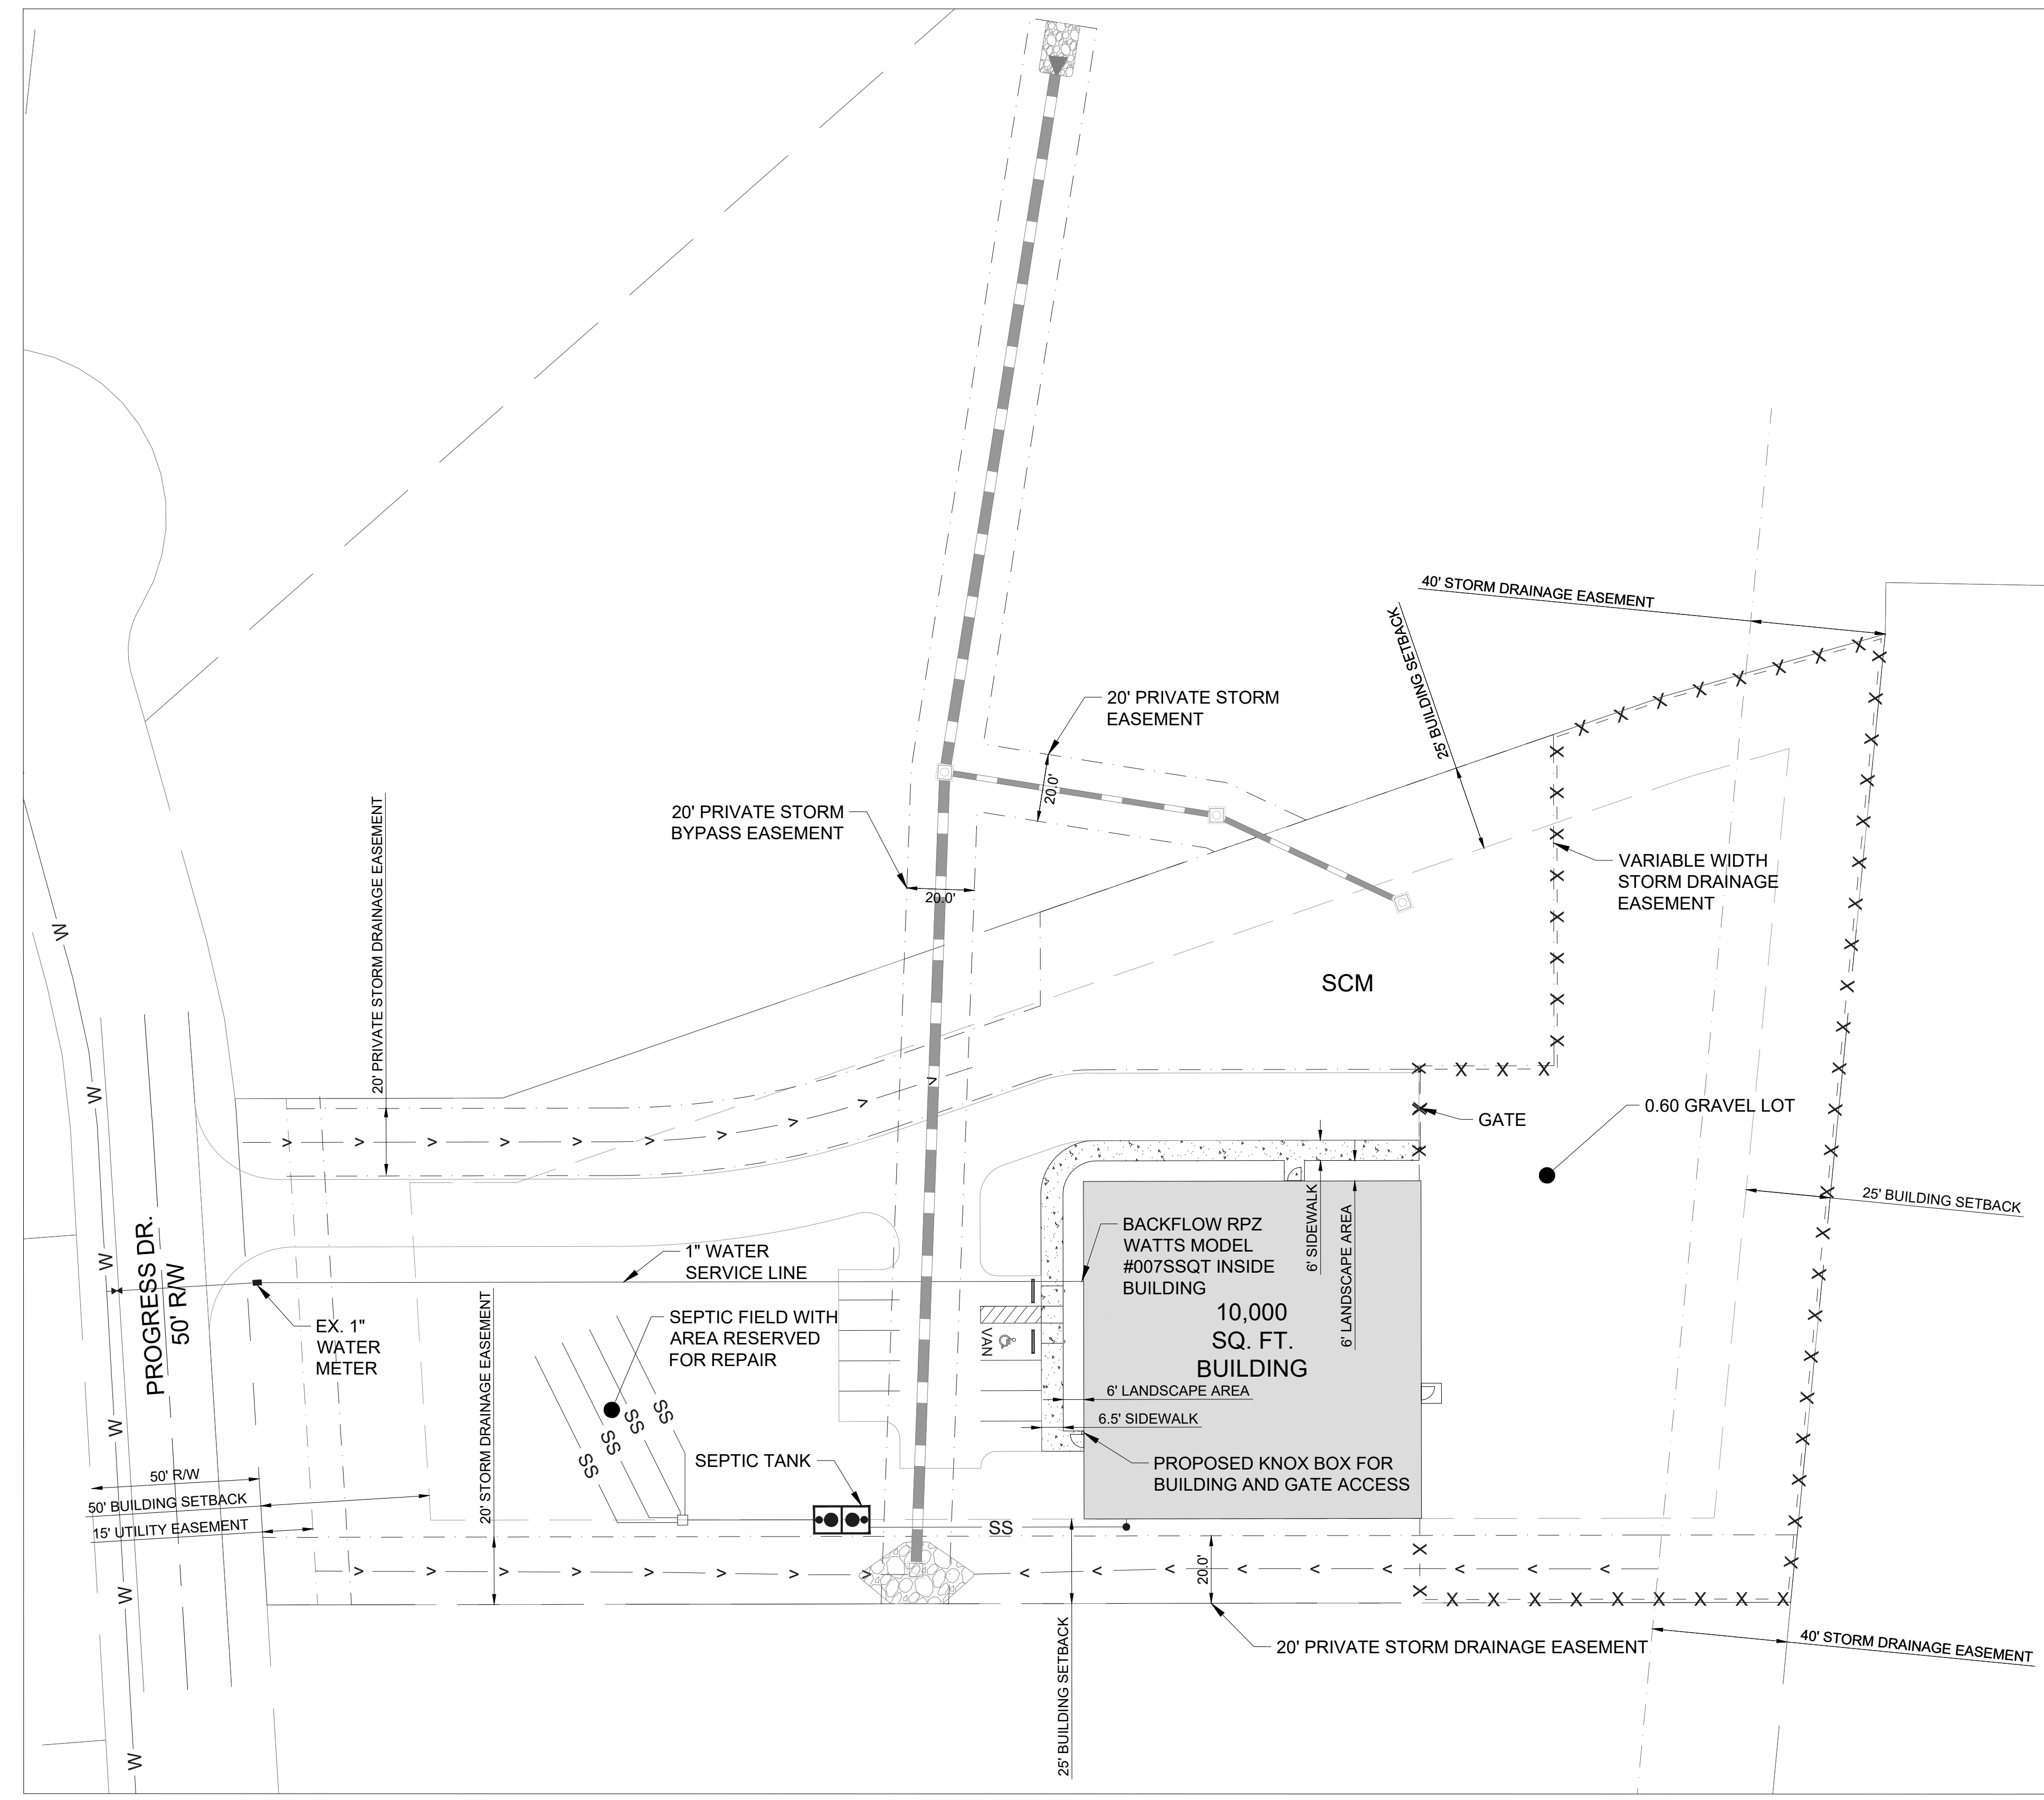 40' STORM DRAINAGE EASEMENT
25' BUILDING SETBACK
20' PRIVATE STORM
EASEMENT
20.0'
20' PRIVATE STORM
BYPASS EASEMENT
20.0'
20' PRIVATE STORM DRAINAGE EASEMENT
VARIABLE WIDTH
STORM DRAINAGE
EASEMENT
SCM
GATE
0.60 GRAVEL LOT
25' BUILDING SETBACK
PROGRESS DR.
50' R/W
1" WATER
SERVICE LINE
EX. 1"
WATER
METER
BACKFLOW RPZ
WATTS MODEL
#007SSQT INSIDE
BUILDING
10,000
SQ. FT.
BUILDING
6' SIDEWALK
6' LANDSCAPE AREA
SEPTIC FIELD WITH
AREA RESERVED
FOR REPAIR
VAN
6' LANDSCAPE AREA
6.5' SIDEWALK
PROPOSED KNOX BOX FOR
BUILDING AND GATE ACCESS
SEPTIC TANK
SS
SS
SS
SS
SS
20' STORM DRAINAGE EASEMENT
50' R/W
50' BUILDING SETBACK
15' UTILITY EASEMENT
20.0'
25' BUILDING SETBACK
20' PRIVATE STORM DRAINAGE EASEMENT
40' STORM DRAINAGE EASEMENT
W
W
W
W
W
W